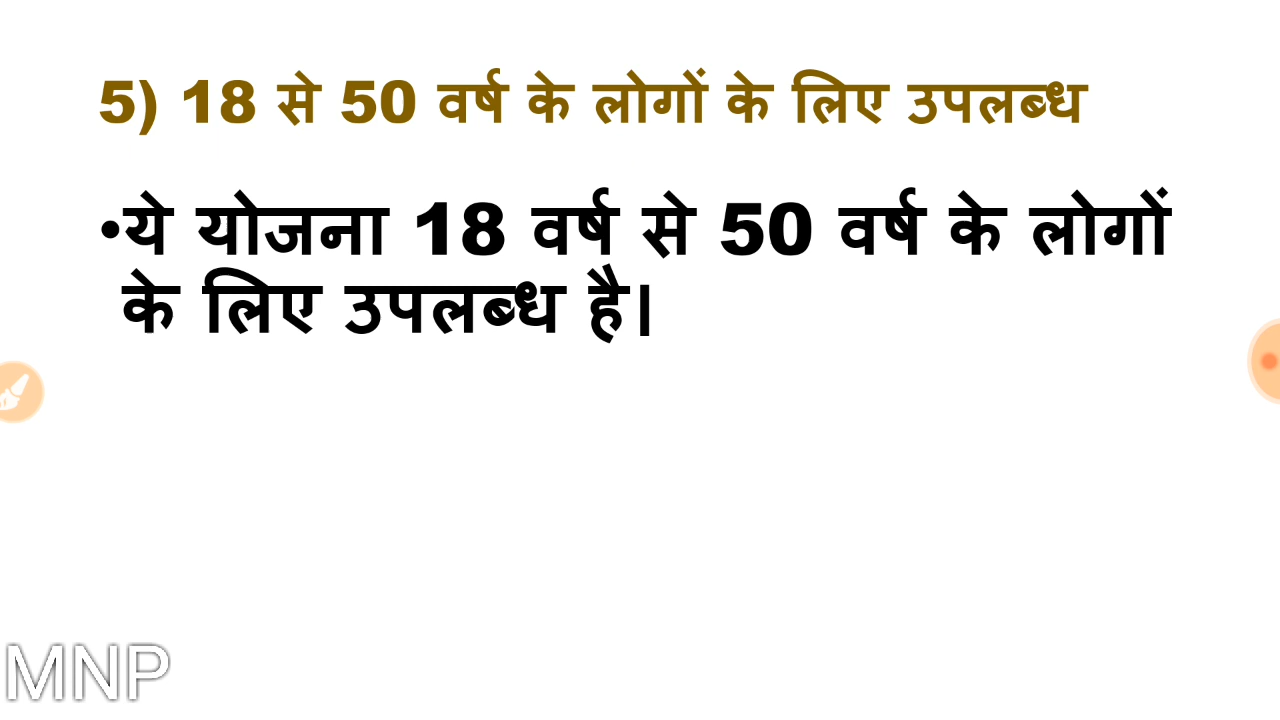 5) 18 से 50 वर्ष के लोगों के लिए उपलब्ध
•ये योजना 18 वर्ष से 50 वर्ष के लोगों
के लिए उपलब्ध है।
MNP